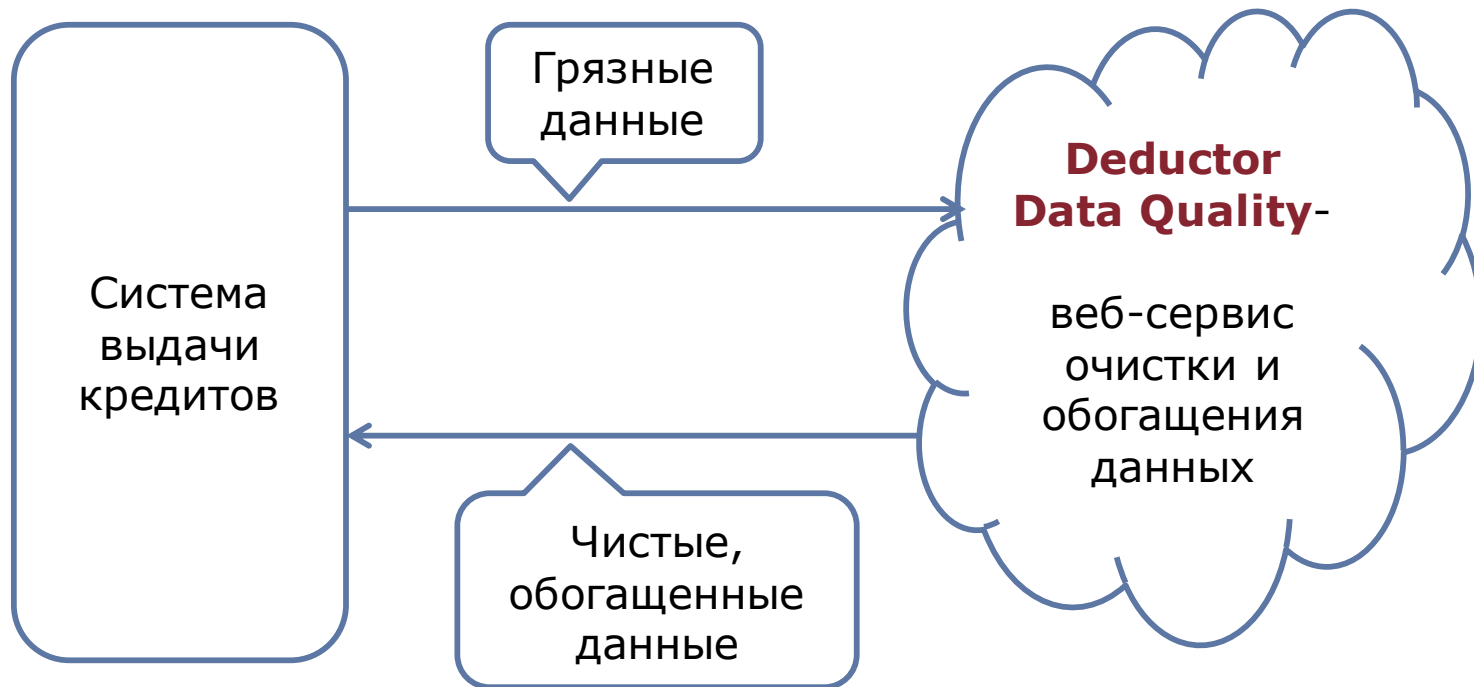 Грязные
данные
Deductor
Data Quality-
Система
выдачи
кредитов
веб-сервис
очистки и
обогащения
данных
Чистые,
обогащенные
данные